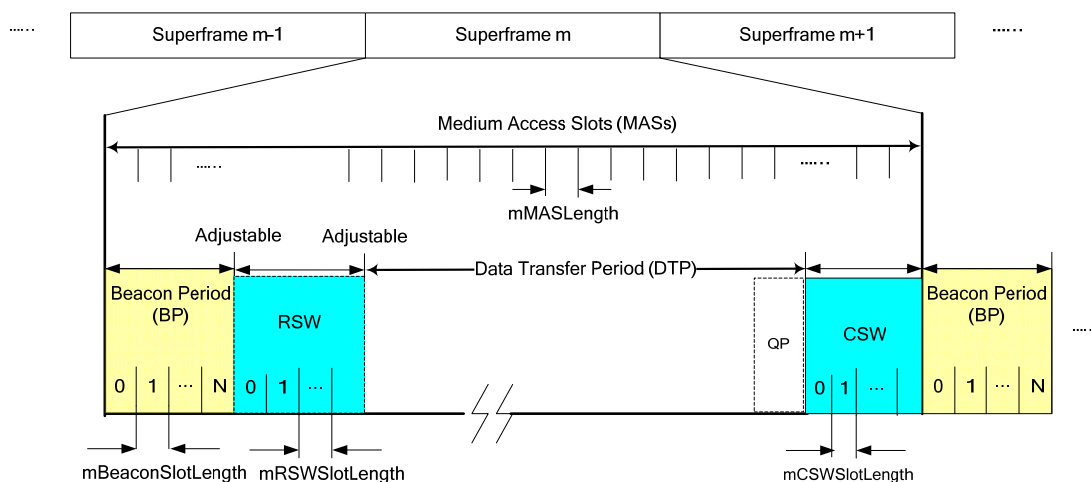 ...... Superframe m-1 Superframe m Superframe m+1 ......
Medium Access Slots (MASs)
...... ......
mMASLength
Adjustable Adjustable
Data Transfer Period (DTP)
Beacon Period (BP)
RSW
QP
CSW
Beacon Period (BP)
......
0 1 ... N 0 1 ... 0 1 ... 0 1 ... N
mBeaconSlotLength mRSWSlotLength mCSWSlotLength